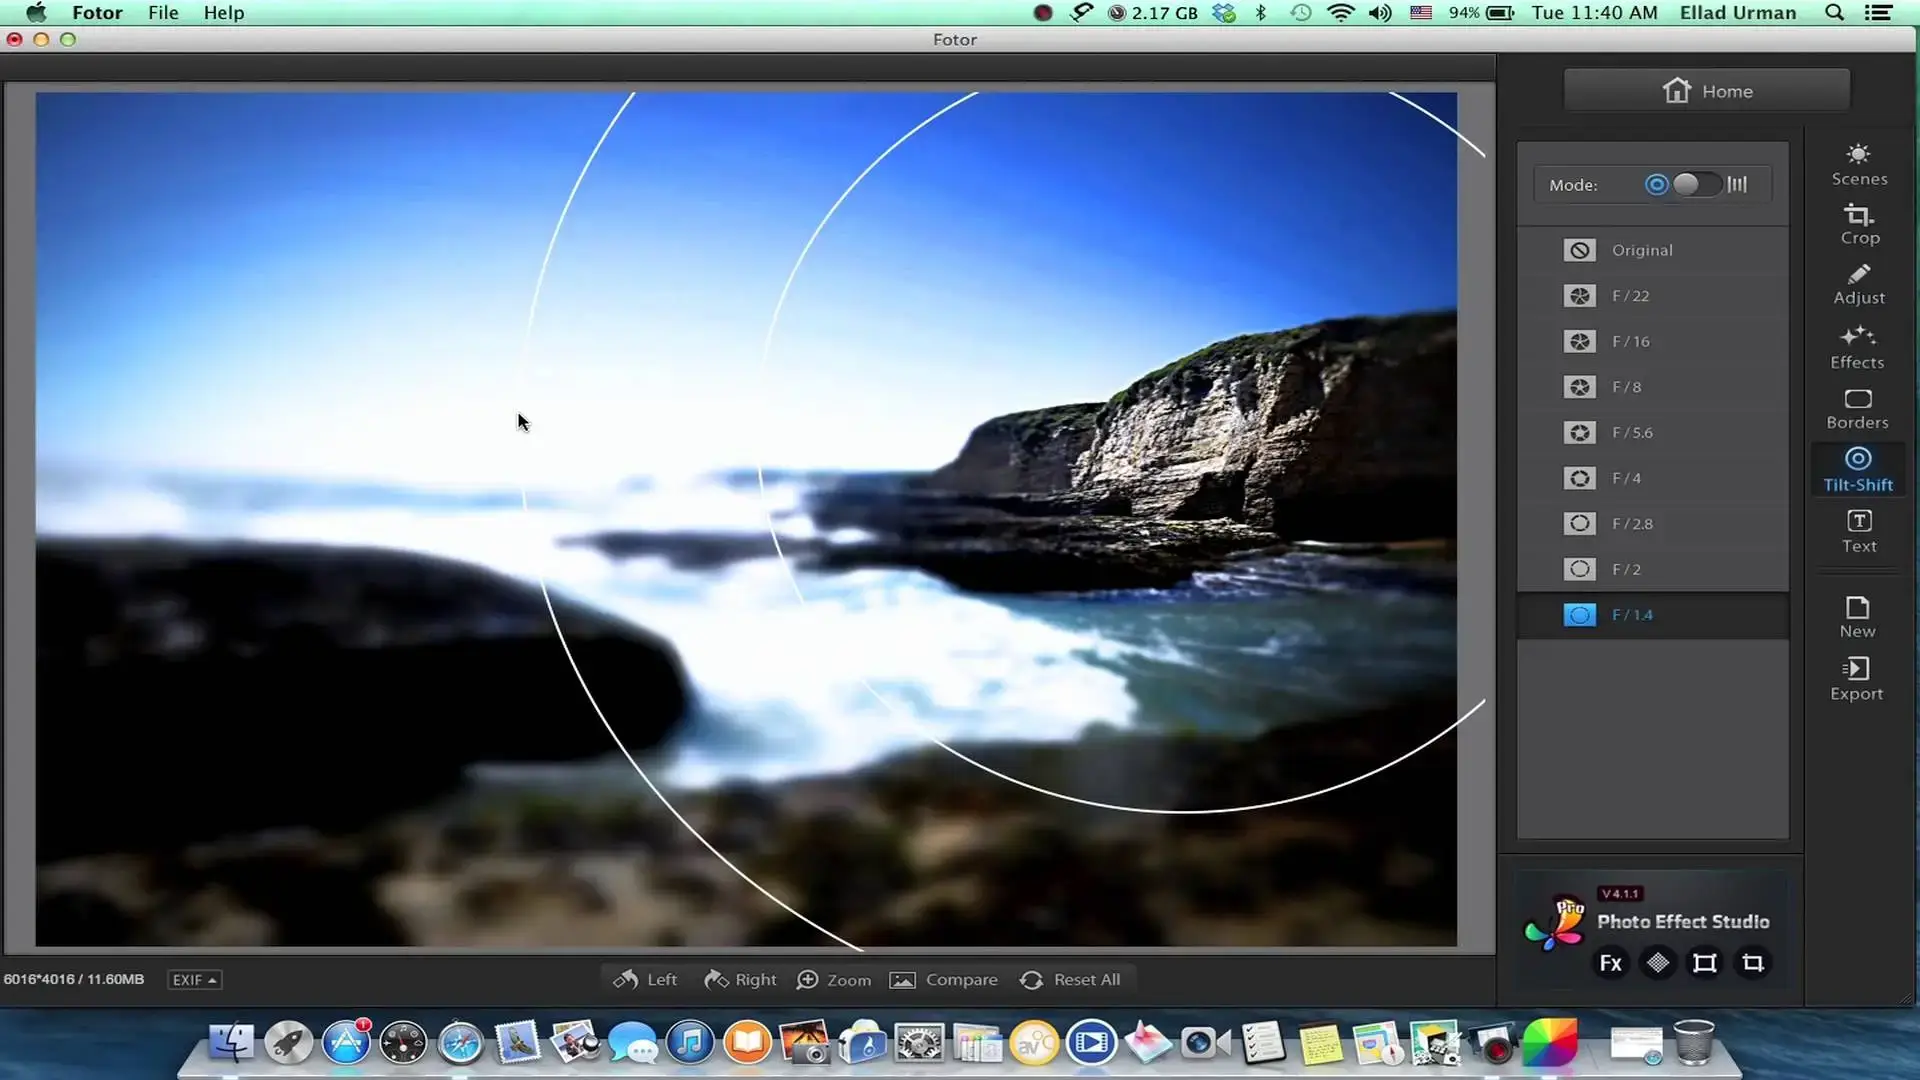 Fotor File Help 2.17 GB 94% Tue 11:40 AM Ellad Urman
Fotor
Home
Mode:
Original
F/22
F/16
F/8
F/5.6
F/4
F/2.8
F/2
F/1.4
Scenes
Crop
Adjust
Effects
Borders
Tilt-Shift
T
Text
New
Export
V 4.1.1
Pro
Photo Effect Studio
Fx
6016*4016 / 11.60MB EXIF Left Right Zoom Compare Reset All
1